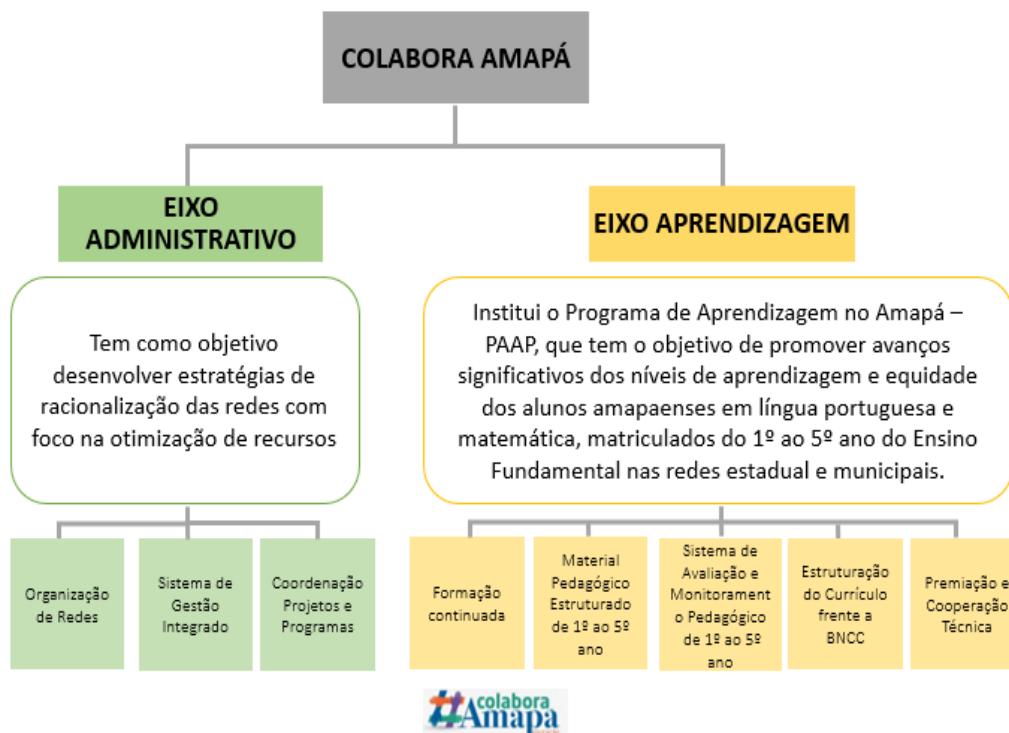 COLABORA AMAPÁ
EIXO
ADMINISTRATIVO
EIXO APRENDIZAGEM
Tem como objetivo
desenvolver estratégias de
racionalização das redes com
foco na otimização de recursos
Institui o Programa de Aprendizagem no Amapá –
PAAP, que tem o objetivo de promover avanços
significativos dos níveis de aprendizagem e equidade
dos alunos amapaenses em língua portuguesa e
matemática, matriculados do 1º ao 5º ano do Ensino
Fundamental nas redes estadual e municipais.
Organização
de Redes
Sistema de
Gestão
Integrado
Coordenação
Projetos e
Programas
Formação
continuada
Material
Pedagógico
Estruturado
de 1º ao 5º
ano
Sistema de
Avaliação e
Monitorament
o Pedagógico
de 1º ao 5º
ano
Estruturação
do Currículo
frente a
BNCC
Premiação e
Cooperação
Técnica
#colabora
Amapa